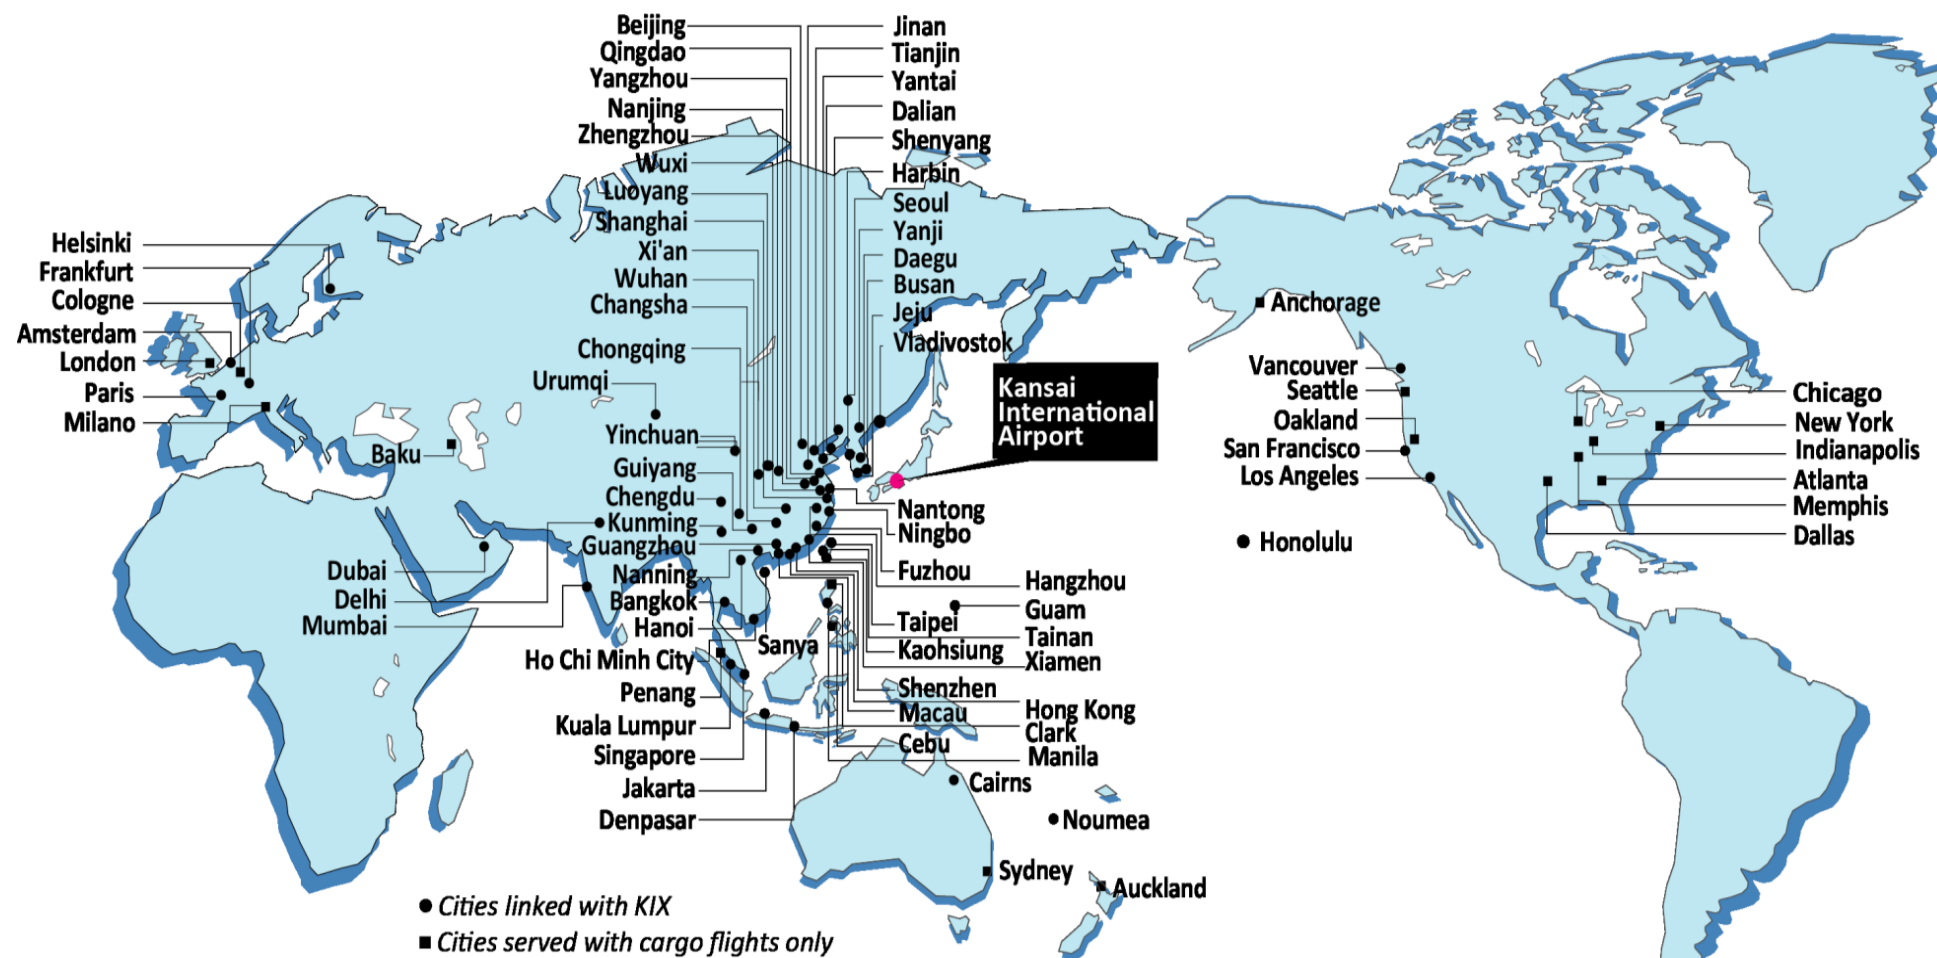 Beijing
Qingdao
Yangzhou
Nanjing
Zhengzhou
Wuxi
Luoyang
Shanghai
Xi'an
Wuhan
Changsha
Chongqing
Urumqi
Yinchuan
Guiyang
Chengdu
Kunming
Guangzhou
Nanning
Bangkok
Hanoi
Ho Chi Minh City
Penang
Kuala Lumpur
Singapore
Jakarta
Denpasar
Jinan
Tianjin
Yantai
Dalian
Shenyang
Harbin
Seoul
Yanji
Daegu
Busan
Jeju
Vladivostok
Kansai
International
Airport
Helsinki
Frankfurt
Cologne
Amsterdam
London
Paris
Milano
Baku
Dubai
Delhi
Mumbai
Sanya
Nantong
Ningbo
Fuzhou
Hangzhou
Guam
Taipei
Tainan
Kaohsiung
Xiamen
Shenzhen
Macau
Hong Kong
Clark
Cebu
Manila
Cairns
Noumea
Sydney
Auckland
Anchorage
Vancouver
Seattle
Oakland
San Francisco
Los Angeles
Honolulu
Chicago
New York
Indianapolis
Atlanta
Memphis
Dallas
Cities linked with KIX
Cities served with cargo flights only